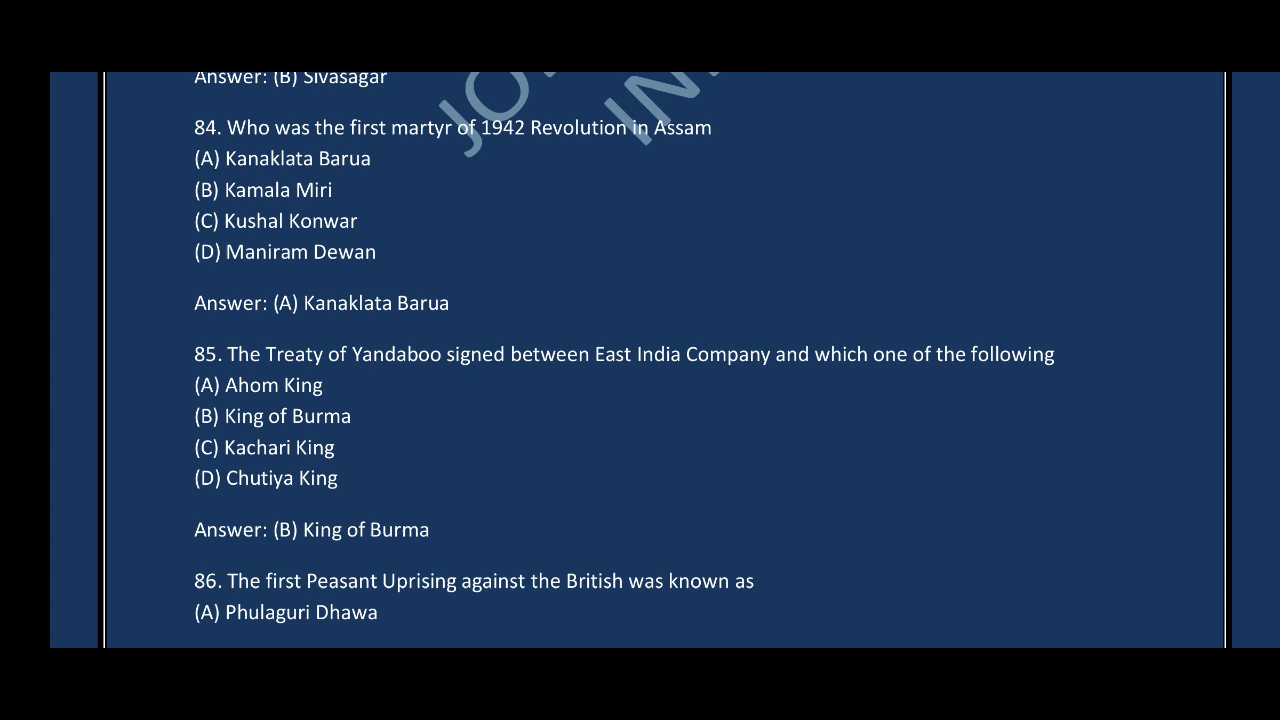 Answer: (B) Sivasagar
84. Who was the first martyr of 1942 Revolution in Assam
(A) Kanaklata Barua
(B) Kamala Miri
(C) Kushal Konwar
(D) Maniram Dewan
Answer: (A) Kanaklata Barua
85. The Treaty of Yandaboo signed between East India Company and which one of the following
(A) Ahom King
(B) King of Burma
(C) Kachari King
(D) Chutiya King
Answer: (B) King of Burma
86. The first Peasant Uprising against the British was known as
(A) Phulaguri Dhawa